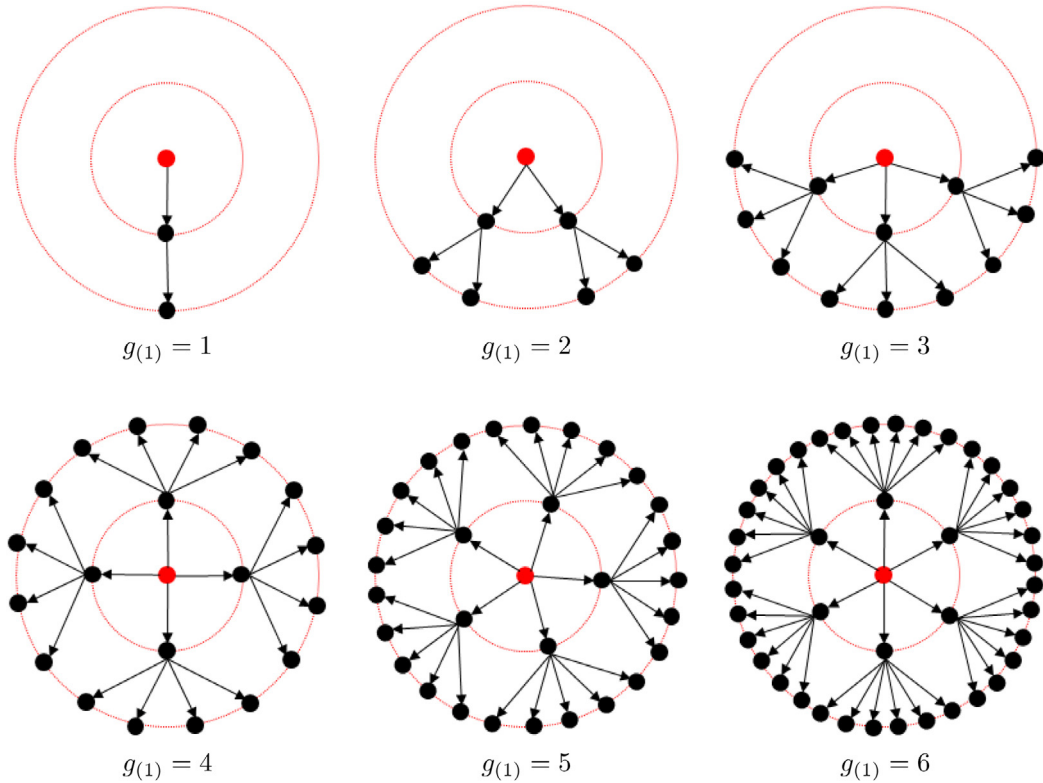 g(1) = 1
g(1) = 2
g(1) = 3
g(1) = 4
g(1) = 5
g(1) = 6